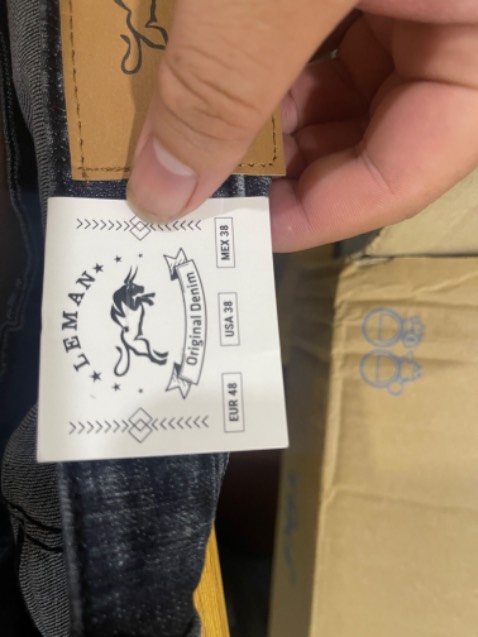 LEMAN
Original Denim
MEX 38
USA 38
EUR 48